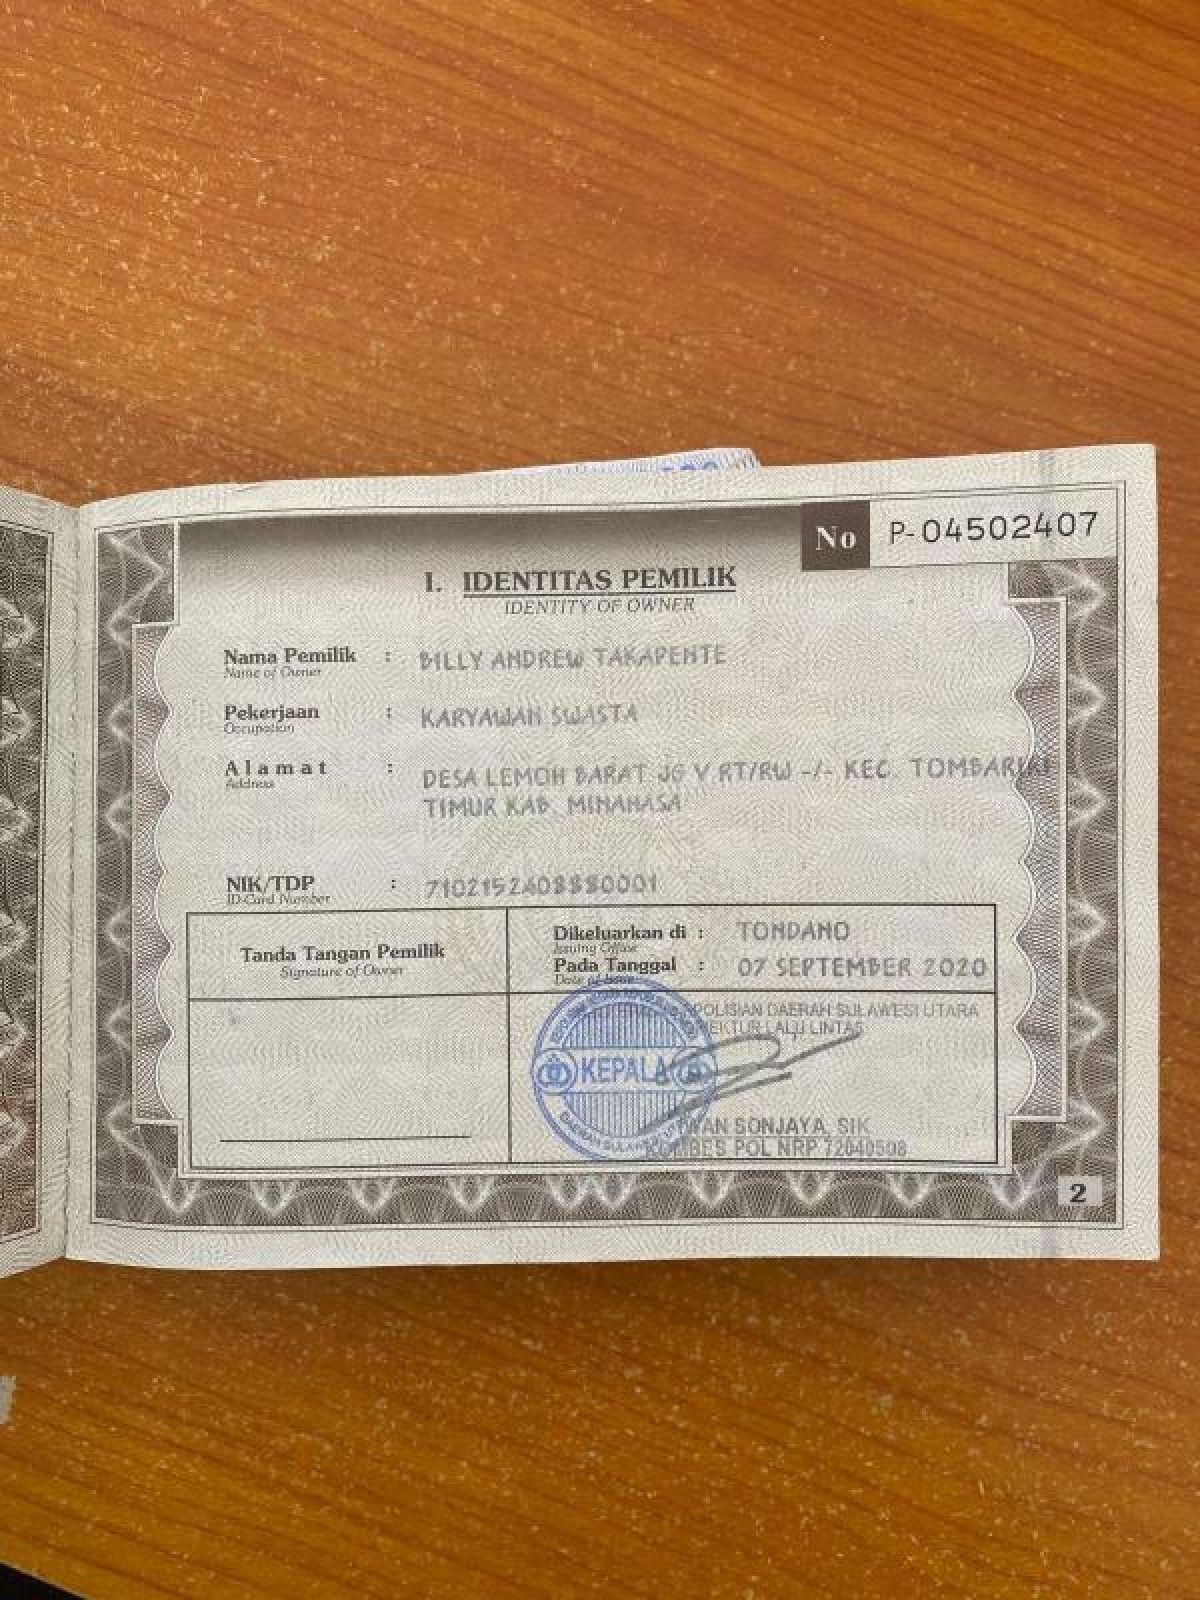 No P-04502407
I. IDENTITAS PEMILIK
IDENTITY OF OWNER
Nama Pemilik : BILLY ANDREW TAKAPENTE
Name of Owner
Pekerjaan : KARYAWAN SWASTA
Occupation
Alamat : DESA LEMOH BARAT JG V RT/RW -/- KEC. TOMBARIRI
Address
TIMUR KAB. MINAHASA
NIK/TDP : 7102152408880001
ID Card Number
Tanda Tangan Pemilik
Signature of Owner
Dikeluarkan di : TONDANO
Issuing Office
Pada Tanggal : 07 SEPTEMBER 2020
Date of Issue
DAERAH SULAWESI UTARA
LALU LINTAS
KEPALA
SONJAYA, SIK
POL NRP 72040508
2